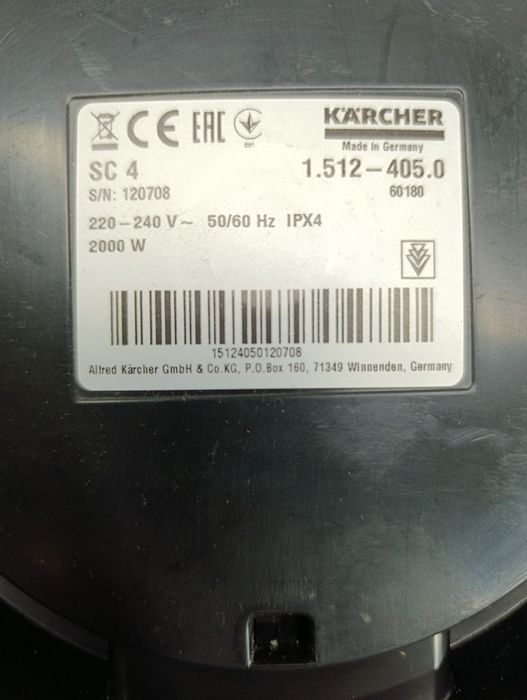 CE EAC
KÄRCHER
Made in Germany
SC 4
1.512-405.0
S/N: 120708
60180
220-240 V~ 50/60 Hz IPX4
2000 W
15124050120708
Alfred Kärcher GmbH & Co.KG, P.O.Box 160, 71349 Winnenden, Germany